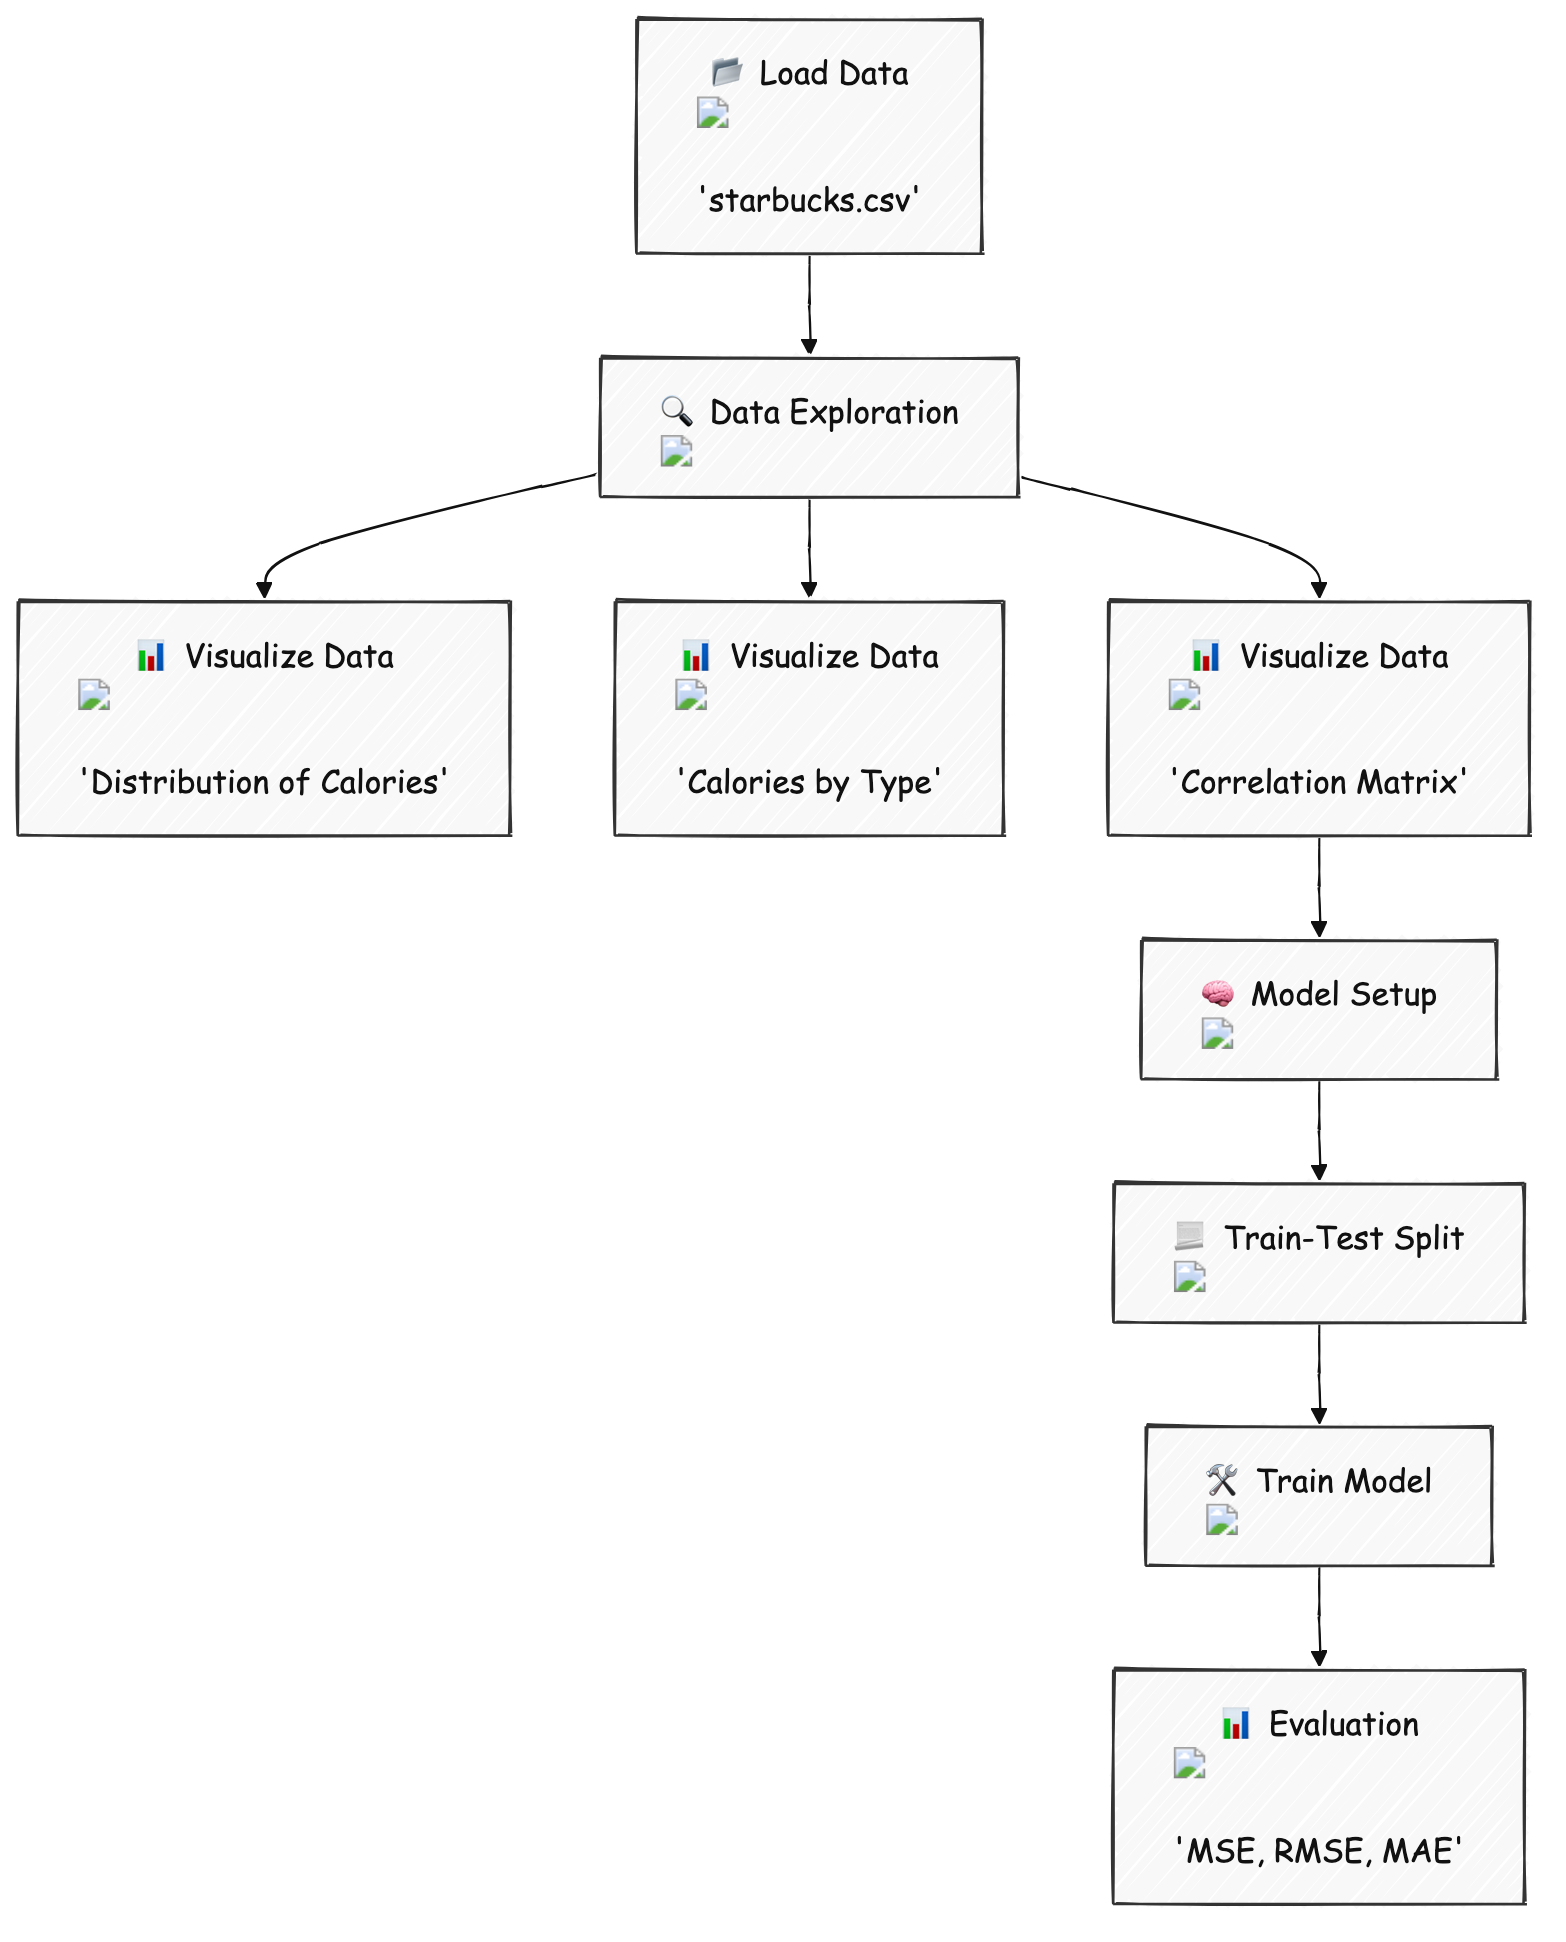 Load Data
'starbucks.csv'
Data Exploration
Visualize Data
'Distribution of Calories'
Visualize Data
'Calories by Type'
Visualize Data
'Correlation Matrix'
Model Setup
Train-Test Split
Train Model
Evaluation
'MSE, RMSE, MAE'